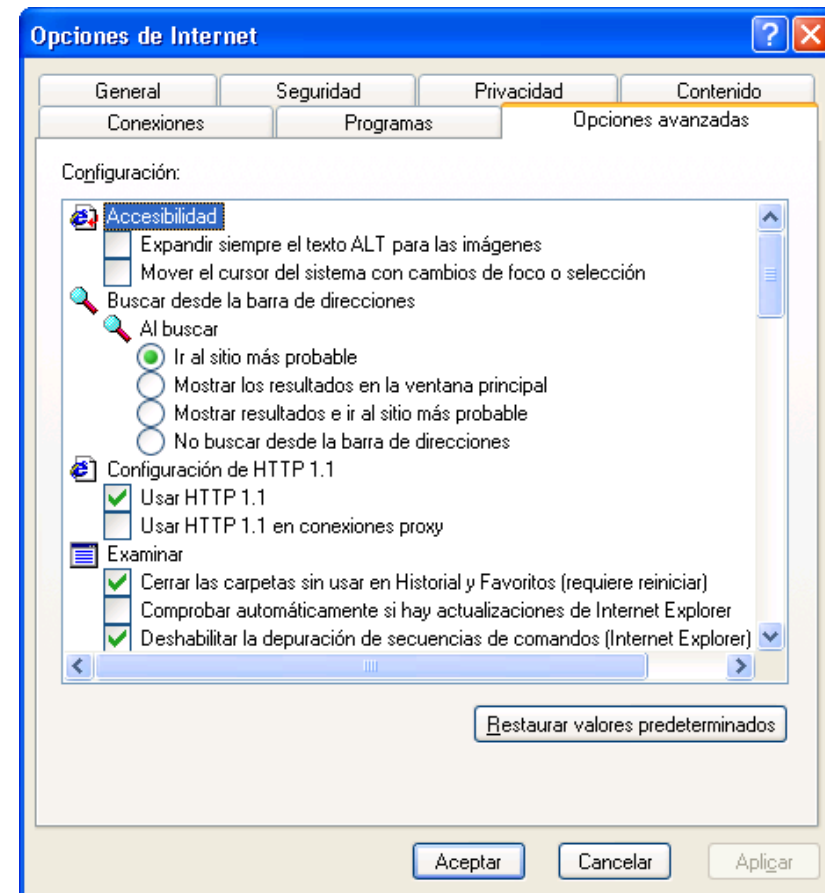 Opciones de Internet
General Seguridad Privacidad Contenido
Conexiones Programas Opciones avanzadas
Configuración:
Accesibilidad
Expandir siempre el texto ALT para las imágenes
Mover el cursor del sistema con cambios de foco o selección
Buscar desde la barra de direcciones
Al buscar
Ir al sitio más probable
Mostrar los resultados en la ventana principal
Mostrar resultados e ir al sitio más probable
No buscar desde la barra de direcciones
Configuración de HTTP 1.1
Usar HTTP 1.1
Usar HTTP 1.1 en conexiones proxy
Examinar
Cerrar las carpetas sin usar en Historial y Favoritos (requiere reiniciar)
Comprobar automáticamente si hay actualizaciones de Internet Explorer
Deshabilitar la depuración de secuencias de comandos (Internet Explorer)
Restaurar valores predeterminados
Aceptar Cancelar Aplicar